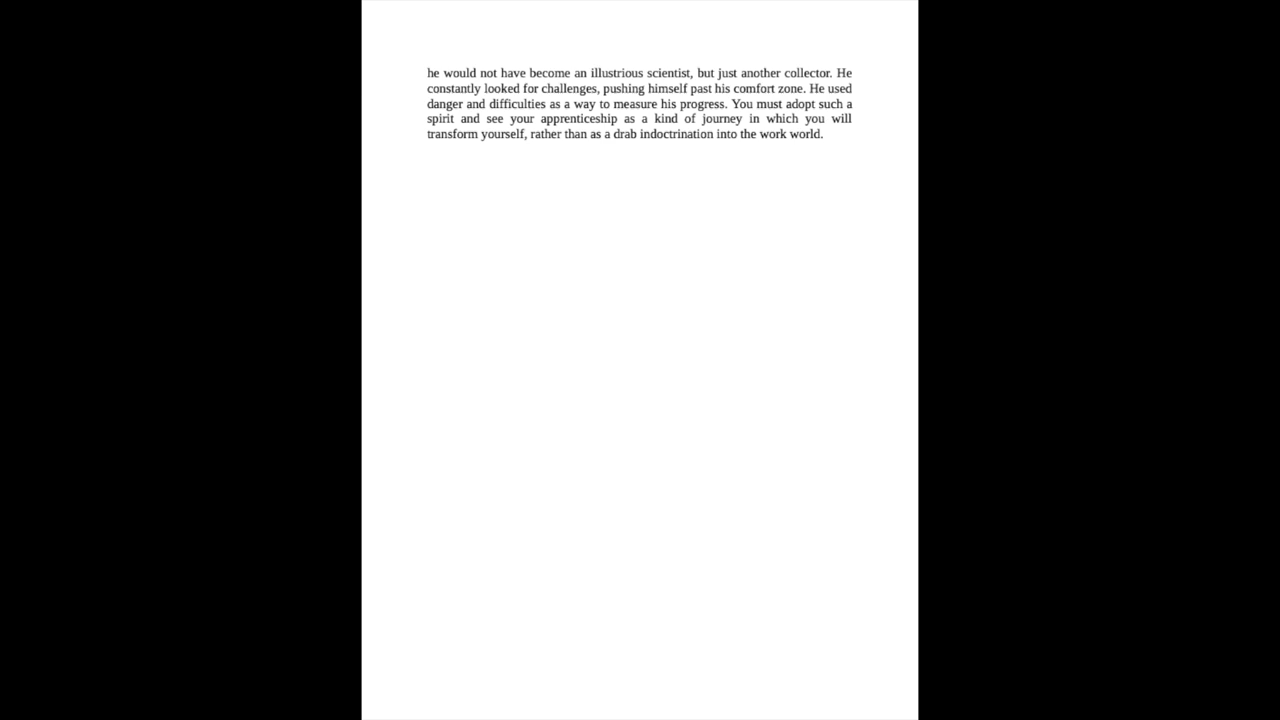 he would not have become an illustrious scientist, but just another collector. He
constantly looked for challenges, pushing himself past his comfort zone. He used
danger and difficulties as a way to measure his progress. You must adopt such a
spirit and see your apprenticeship as a kind of journey in which you will
transform yourself, rather than as a drab indoctrination into the work world.